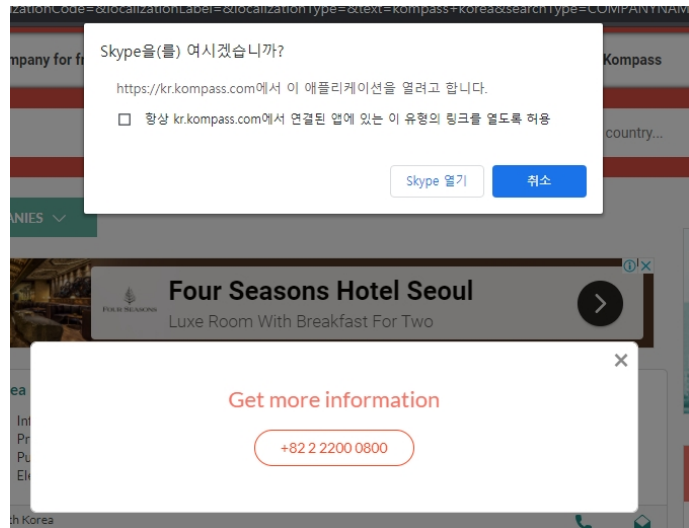 zationCode=&localizationLabel=&localizationType=&text=kompass+korea&searchType=COMPANYNAM
mpany for fr
Skype을(를) 여시겠습니까?
Kompass
https://kr.kompass.com에서 이 애플리케이션을 열려고 합니다.
항상 kr.kompass.com에서 연결된 앱에 있는 이 유형의 링크를 열도록 허용
country...
Skype 열기
취소
ANIES
Four Seasons Hotel Seoul
FOUR SEASONS
Luxe Room With Breakfast For Two
ea
Get more information
Inf
Pr
+82 2 2200 0800
Pu
Ele
th Korea